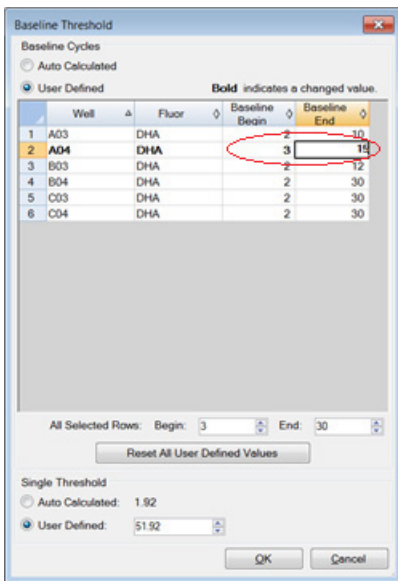 Baseline Threshold
Baseline Cycles
Auto Calculated
User Defined
Bold indicates a changed value.
Well Fluor Baseline Begin Baseline End
1 A03 DHA 2 10
2 A04 DHA 3 15
3 B03 DHA 2 12
4 B04 DHA 2 30
5 C03 DHA 2 30
6 C04 DHA 2 30
All Selected Rows: Begin: 3 End: 30
Reset All User Defined Values
Single Threshold
Auto Calculated: 1.92
User Defined: 51.92
OK Cancel